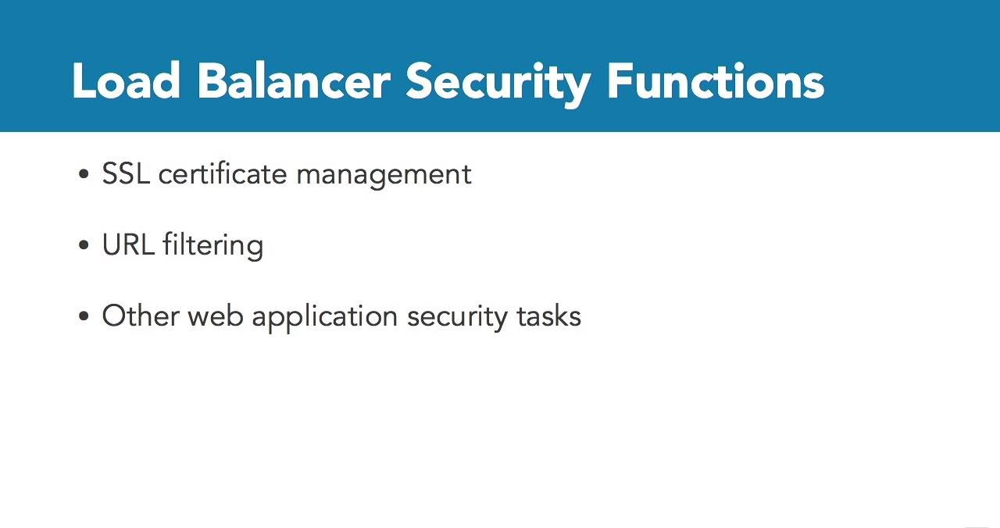 Load Balancer Security Functions
• SSL certificate management
• URL filtering
• Other web application security tasks